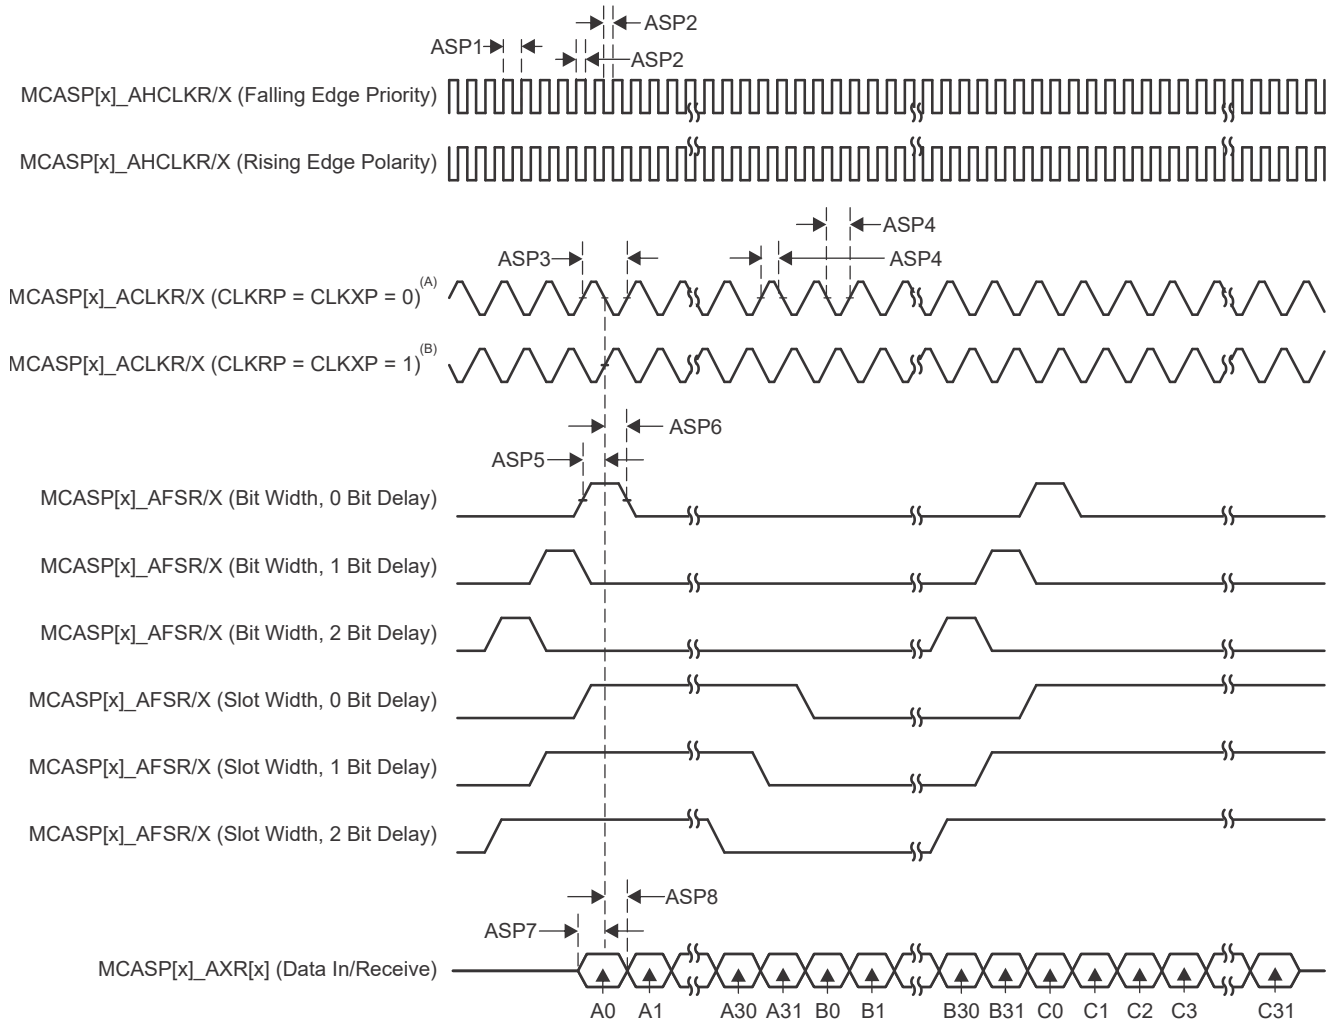 ASP2
ASP1
ASP2
MCASP[x]_AHCLKR/X (Falling Edge Priority)
MCASP[x]_AHCLKR/X (Rising Edge Polarity)
ASP4
ASP3
ASP4
MCASP[x]_ACLKR/X (CLKRP = CLKXP = 0)(A)
MCASP[x]_ACLKR/X (CLKRP = CLKXP = 1)(B)
ASP6
ASP5
MCASP[x]_AFSR/X (Bit Width, 0 Bit Delay)
MCASP[x]_AFSR/X (Bit Width, 1 Bit Delay)
MCASP[x]_AFSR/X (Bit Width, 2 Bit Delay)
MCASP[x]_AFSR/X (Slot Width, 0 Bit Delay)
MCASP[x]_AFSR/X (Slot Width, 1 Bit Delay)
MCASP[x]_AFSR/X (Slot Width, 2 Bit Delay)
ASP8
ASP7
MCASP[x]_AXR[x] (Data In/Receive)
A0 A1 A30 A31 B0 B1 B30 B31 C0 C1 C2 C3 C31